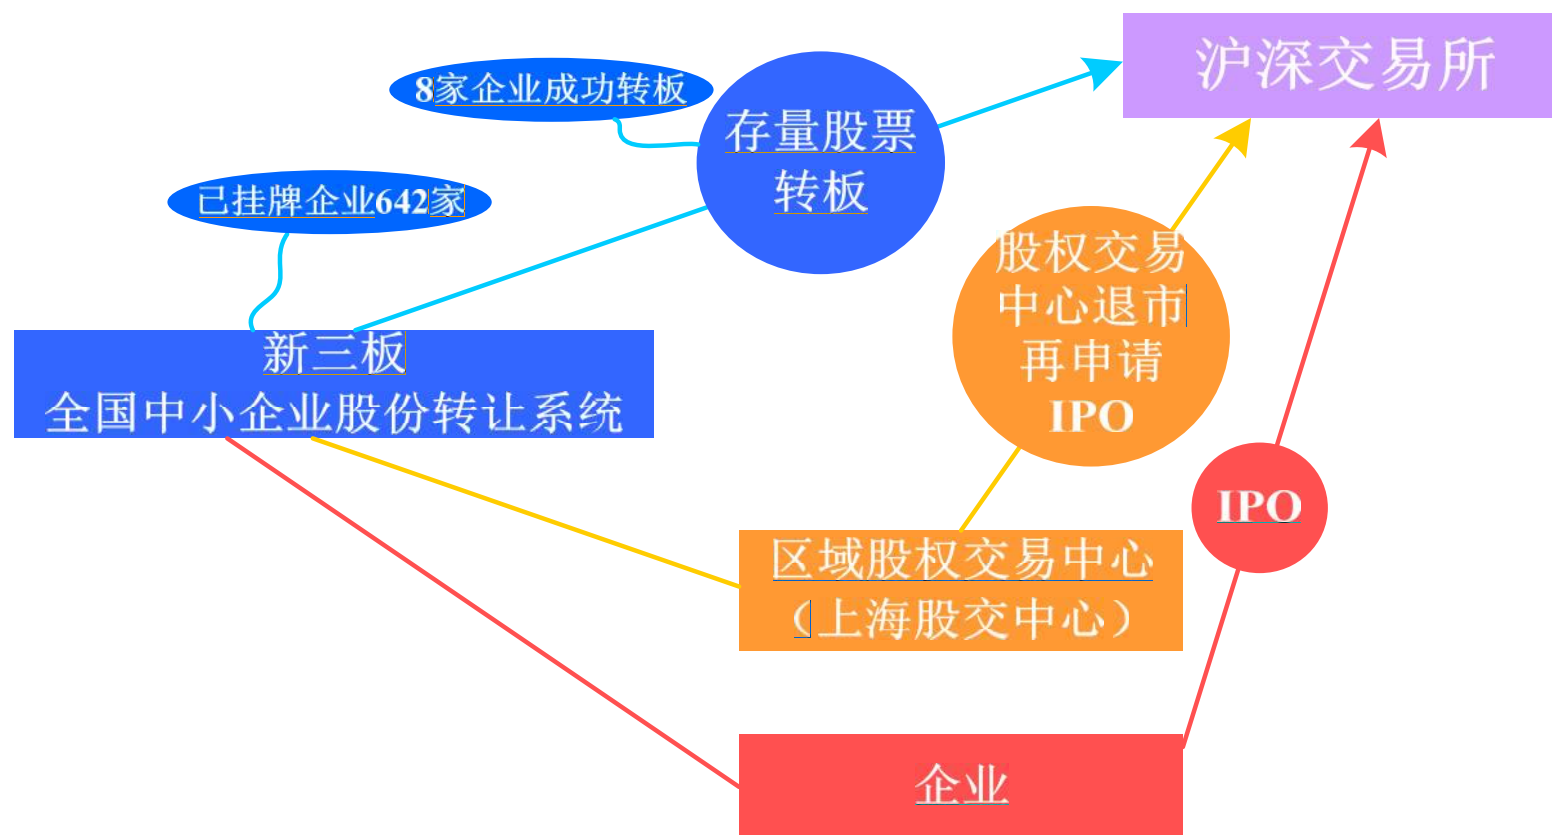 沪深交易所
8家企业成功转板
存量股票
转板
已挂牌企业642家
股权交易
中心退市
再申请
IPO
新三板
全国中小企业股份转让系统
IPO
区域股权交易中心
（上海股交中心）
企业